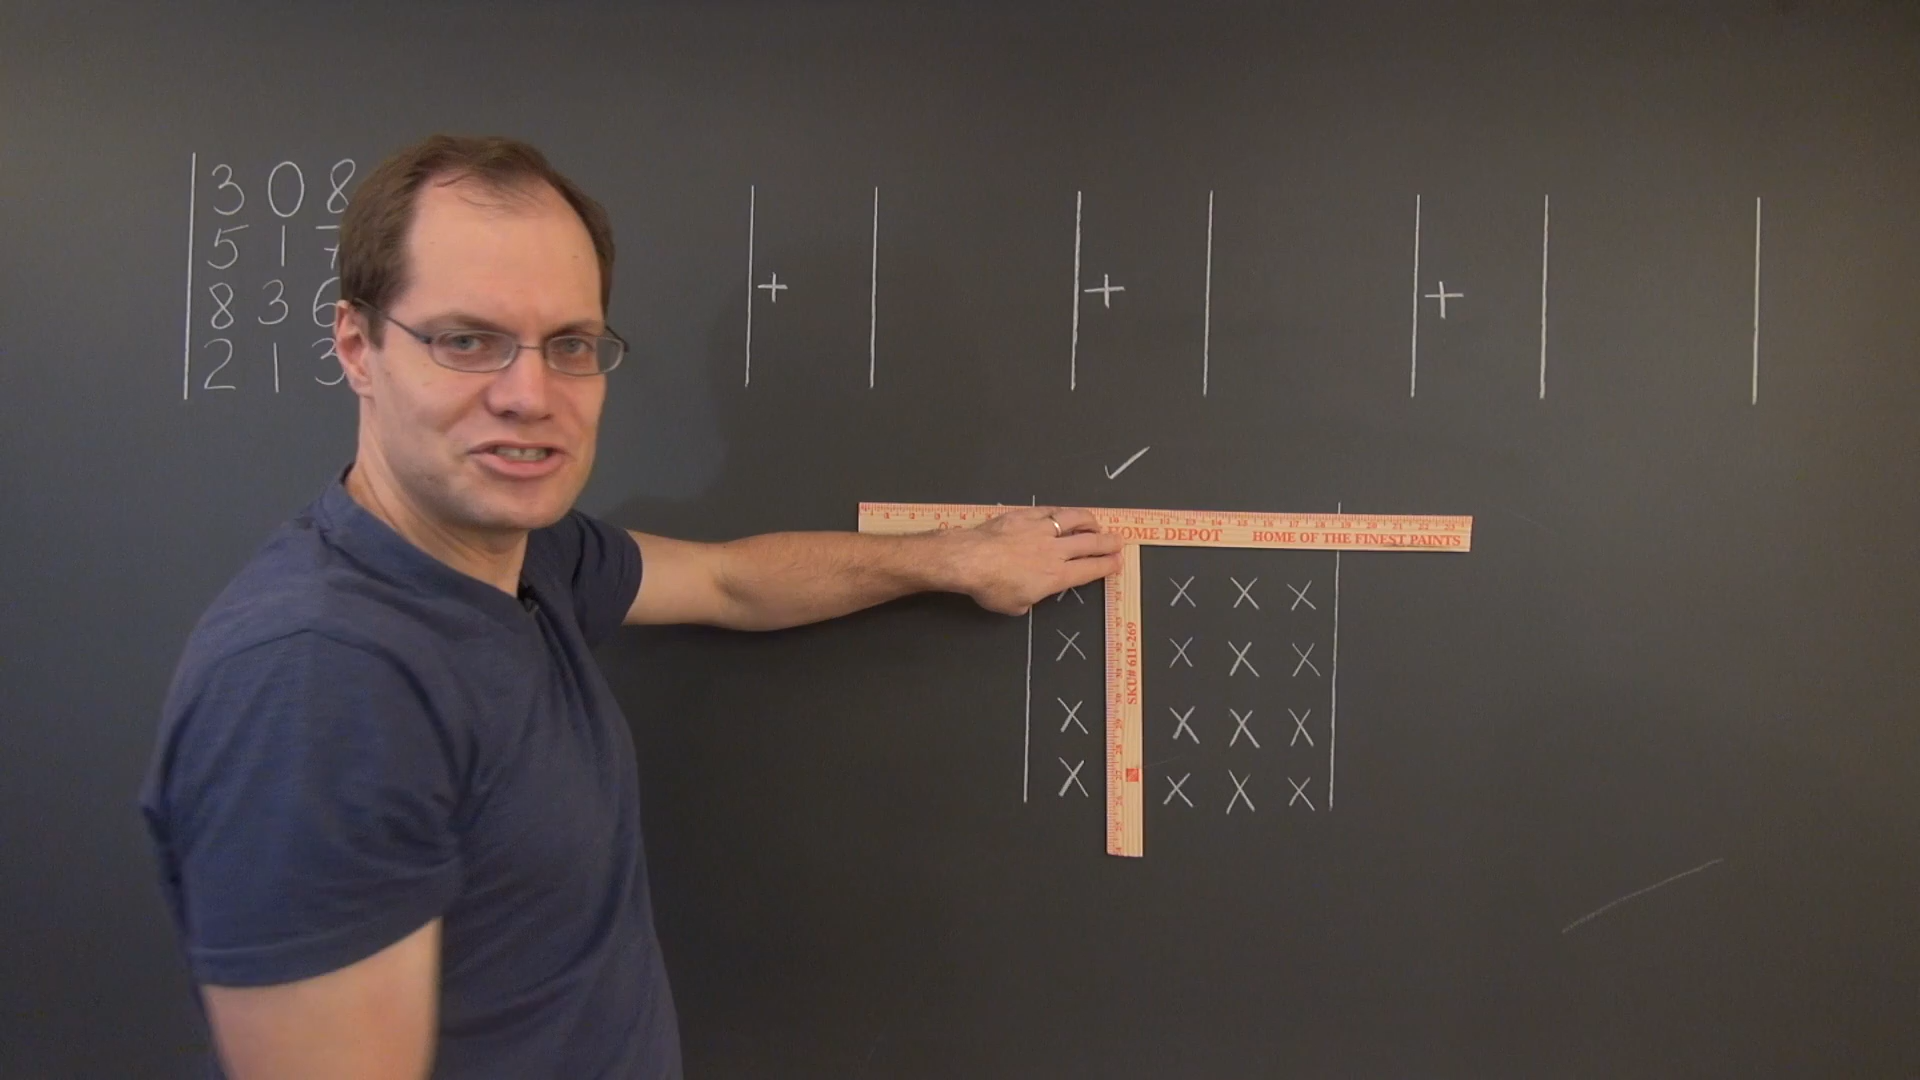 3 0 8
5 1 7
8 3 6
2 1 3
+ + +
✓
HOME DEPOT HOME OF THE FINEST PAINTS
X X X X
X X X X
X X X X
X X X X
SKU# 611-269